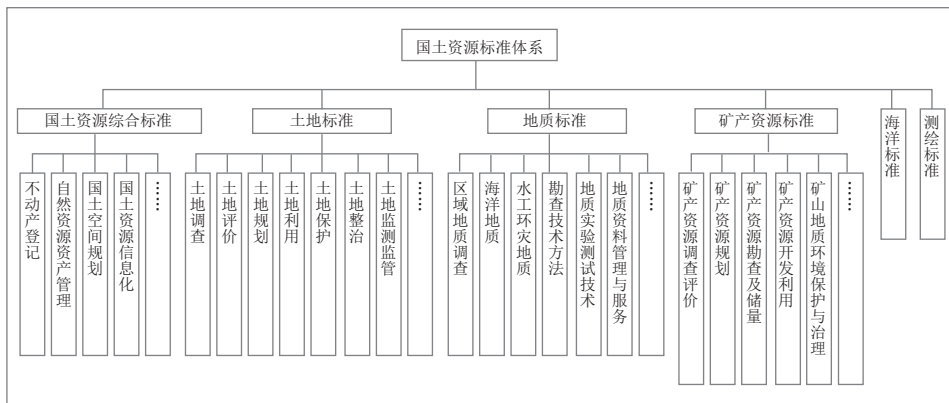 国土资源标准体系
国土资源综合标准
土地标准
地质标准
矿产资源标准
海洋标准
测绘标准
不动产登记
自然资源资产管理
国土空间规划
国土资源信息化
……
土地调查
土地评价
土地规划
土地利用
土地保护
土地整治
土地监测监管
……
区域地质调查
海洋地质
水工环灾地质
勘查技术方法
地质实验测试技术
地质资料管理与服务
……
矿产资源调查评价
矿产资源规划
矿产资源勘查及储量
矿产资源开发利用
矿山地质环境保护与治理
……